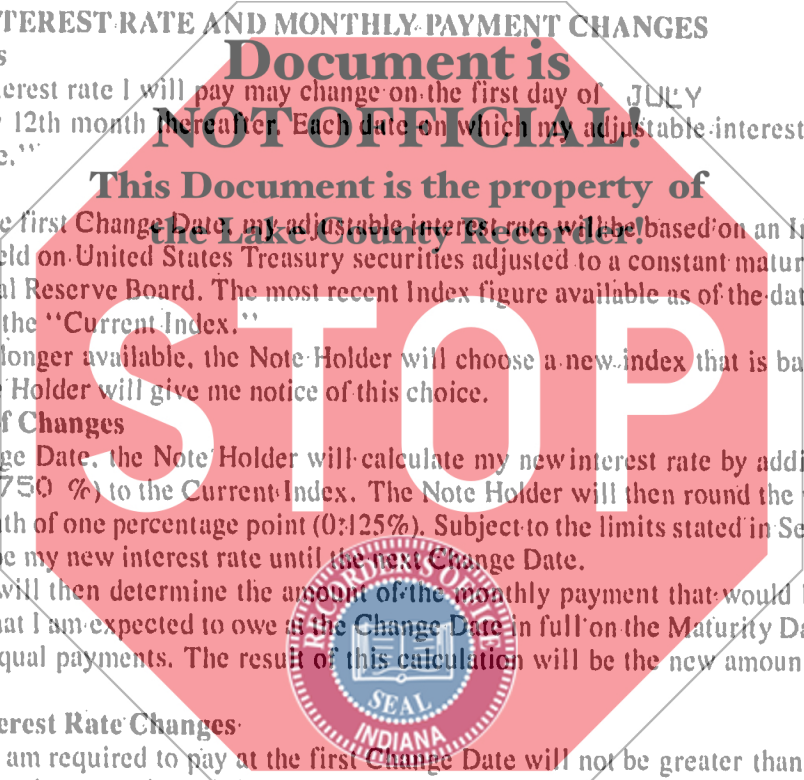 TEREST RATE AND MONTHLY PAYMENT CHANGES
s
Document is
erest rate I will pay may change on the first day of JULY
12th month thereafter. Each date on which my adjustable interest
NOT OFFICIAL!
e."
This Document is the property of
e first Change Date, my adjustable interest rate will be based on an I
the Lake County Recorder!
eld on United States Treasury securities adjusted to a constant matur
al Reserve Board. The most recent Index figure available as of the dat
the "Current Index."
longer available, the Note Holder will choose a new index that is ba
e Holder will give me notice of this choice.
f Changes
ge Date, the Note Holder will calculate my new interest rate by addi
750 %) to the Current Index. The Note Holder will then round the
th of one percentage point (0.125%). Subject to the limits stated in Se
be my new interest rate until the next Change Date.
will then determine the amount of the monthly payment that would
at I am expected to owe at the Change Date in full on the Maturity Da
qual payments. The result of this calculation will be the new amoun
erest Rate Changes
am required to pay at the first Change Date will not be greater than
STOP
RECORDER'S OFFICE
SEAL
INDIANA